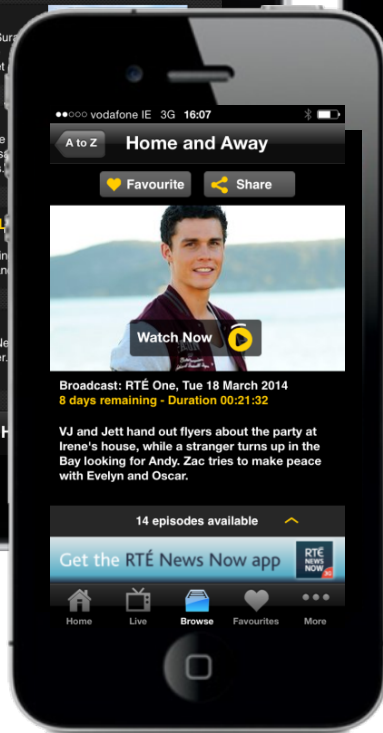 vodafone IE 3G 16:07
A to Z
Home and Away
Favourite
Share
Watch Now
Broadcast: RTÉ One, Tue 18 March 2014
8 days remaining - Duration 00:21:32
VJ and Jett hand out flyers about the party at
Irene's house, while a stranger turns up in the
Bay looking for Andy. Zac tries to make peace
with Evelyn and Oscar.
14 episodes available
Get the RTÉ News Now app
RTÉ
NEWS
NOW
Home
Live
Browse
Favourites
More